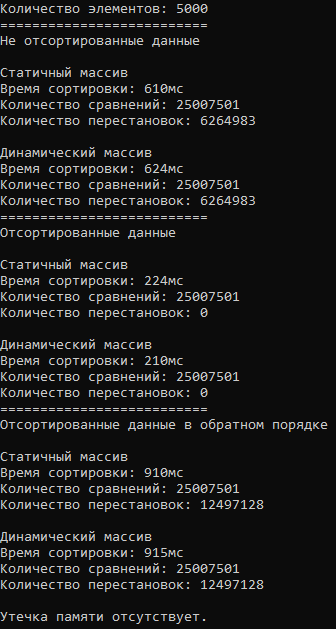 Количество элементов: 5000
==========================
Не отсортированные данные
Статичный массив
Время сортировки: 610мс
Количество сравнений: 25007501
Количество перестановок: 6264983
Динамический массив
Время сортировки: 624мс
Количество сравнений: 25007501
Количество перестановок: 6264983
==========================
Отсортированные данные
Статичный массив
Время сортировки: 224мс
Количество сравнений: 25007501
Количество перестановок: 0
Динамический массив
Время сортировки: 210мс
Количество сравнений: 25007501
Количество перестановок: 0
==========================
Отсортированные данные в обратном порядке
Статичный массив
Время сортировки: 910мс
Количество сравнений: 25007501
Количество перестановок: 12497128
Динамический массив
Время сортировки: 915мс
Количество сравнений: 25007501
Количество перестановок: 12497128
Утечка памяти отсутствует.